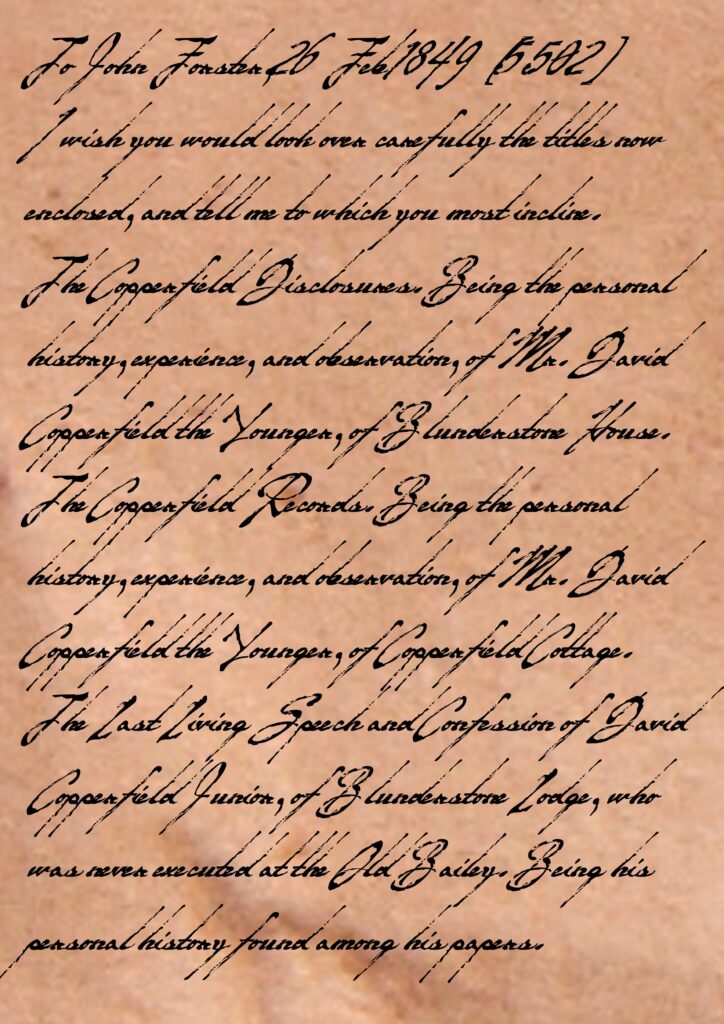 To John Forster, 26 Feb, 1849 [5,502]
I wish you would look over carefully the titles now
enclosed, and tell me to which you most incline.
The Copperfield Disclosures. Being the personal
history, experience, and observation, of Mr. David
Copperfield the Younger, of Blunderstone House.
The Copperfield Records. Being the personal
history, experience, and observation, of Mr. David
Copperfield the Younger, of Copperfield Cottage.
The Last Living Speech and Confession of David
Copperfield Junior, of Blunderstone Lodge, who
was never executed at the Old Bailey. Being his
personal history found among his papers.